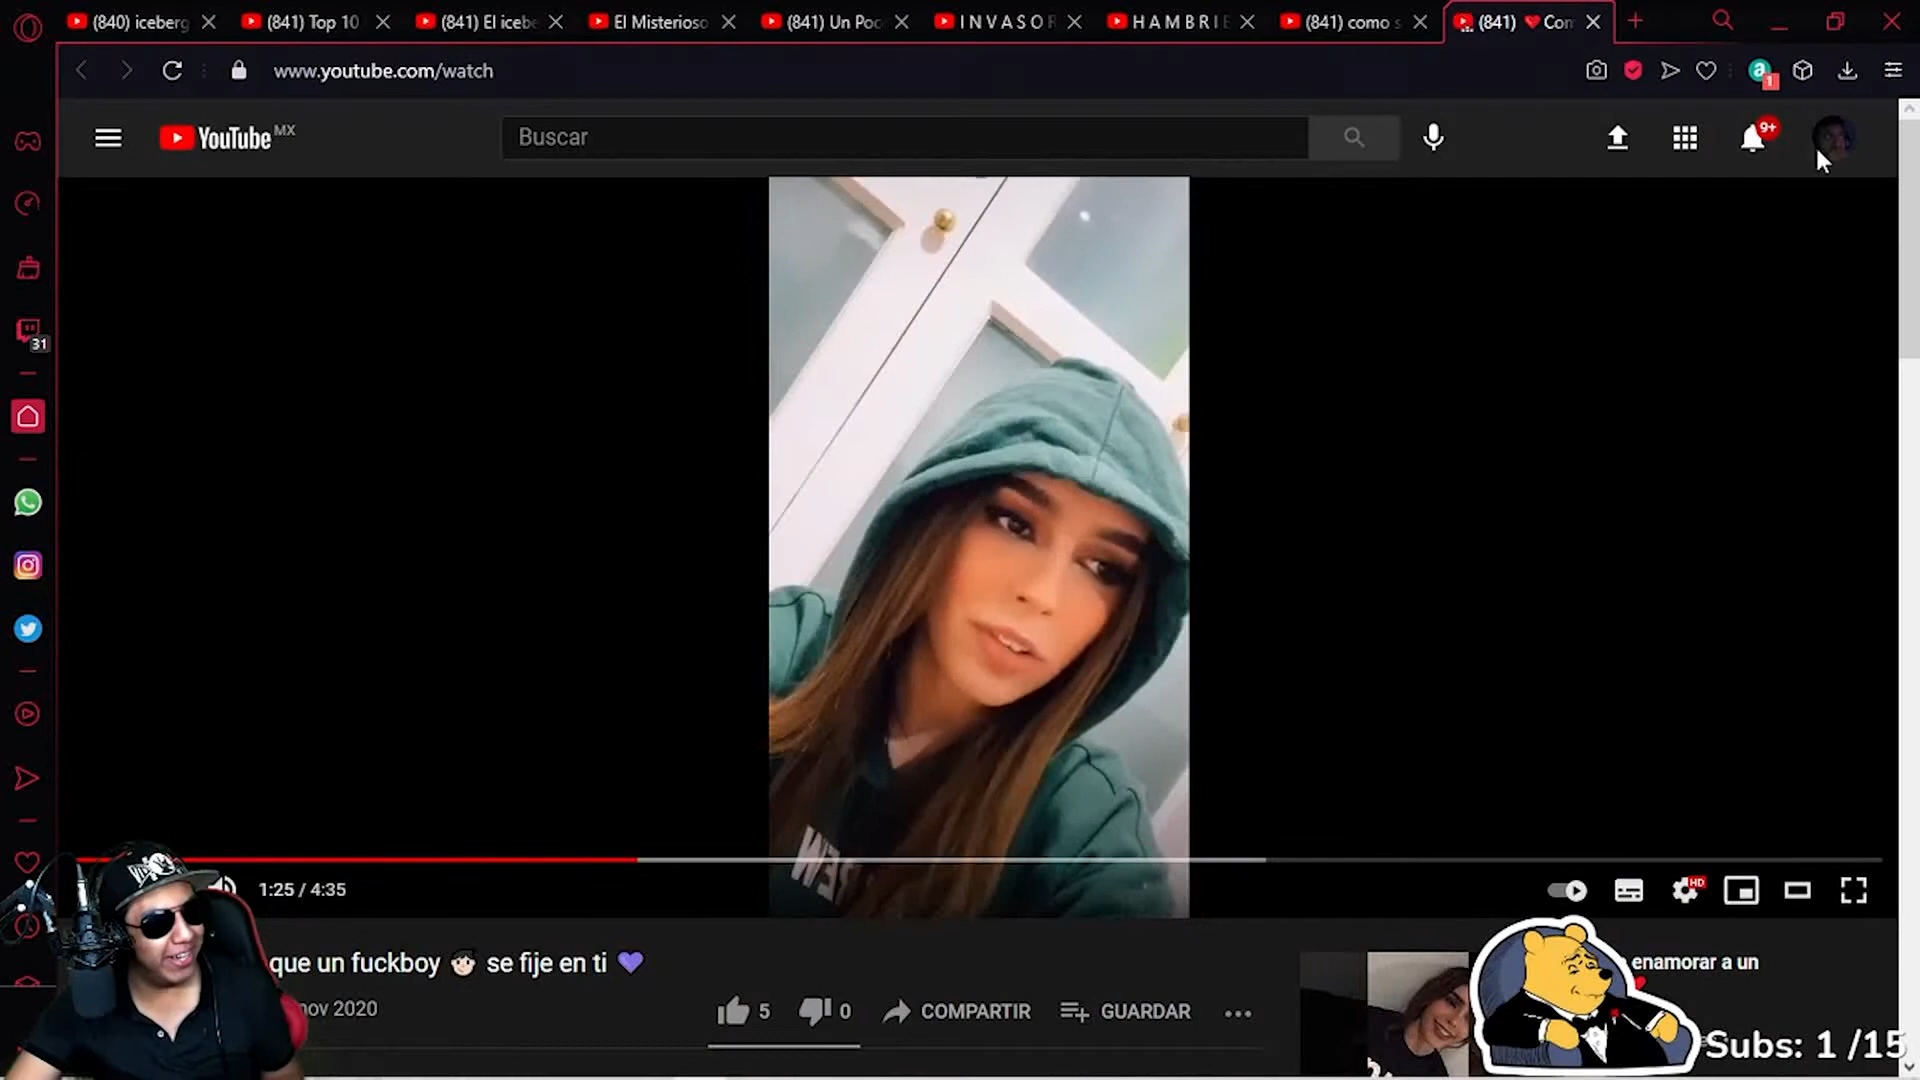 (840) iceberg
(841) Top 10
(841) El icebe
El Misterioso
(841) Un Poc
I N V A S O R
H A M B R I E
(841) como s
(841) ❤ Con
www.youtube.com/watch
YouTube MX
Buscar
9+
1
31
HD
1:25 / 4:35
que un fuckboy 👦🏻 se fije en ti 💜
nov 2020
5
0
COMPARTIR
GUARDAR
enamorar a un
Subs: 1 /15